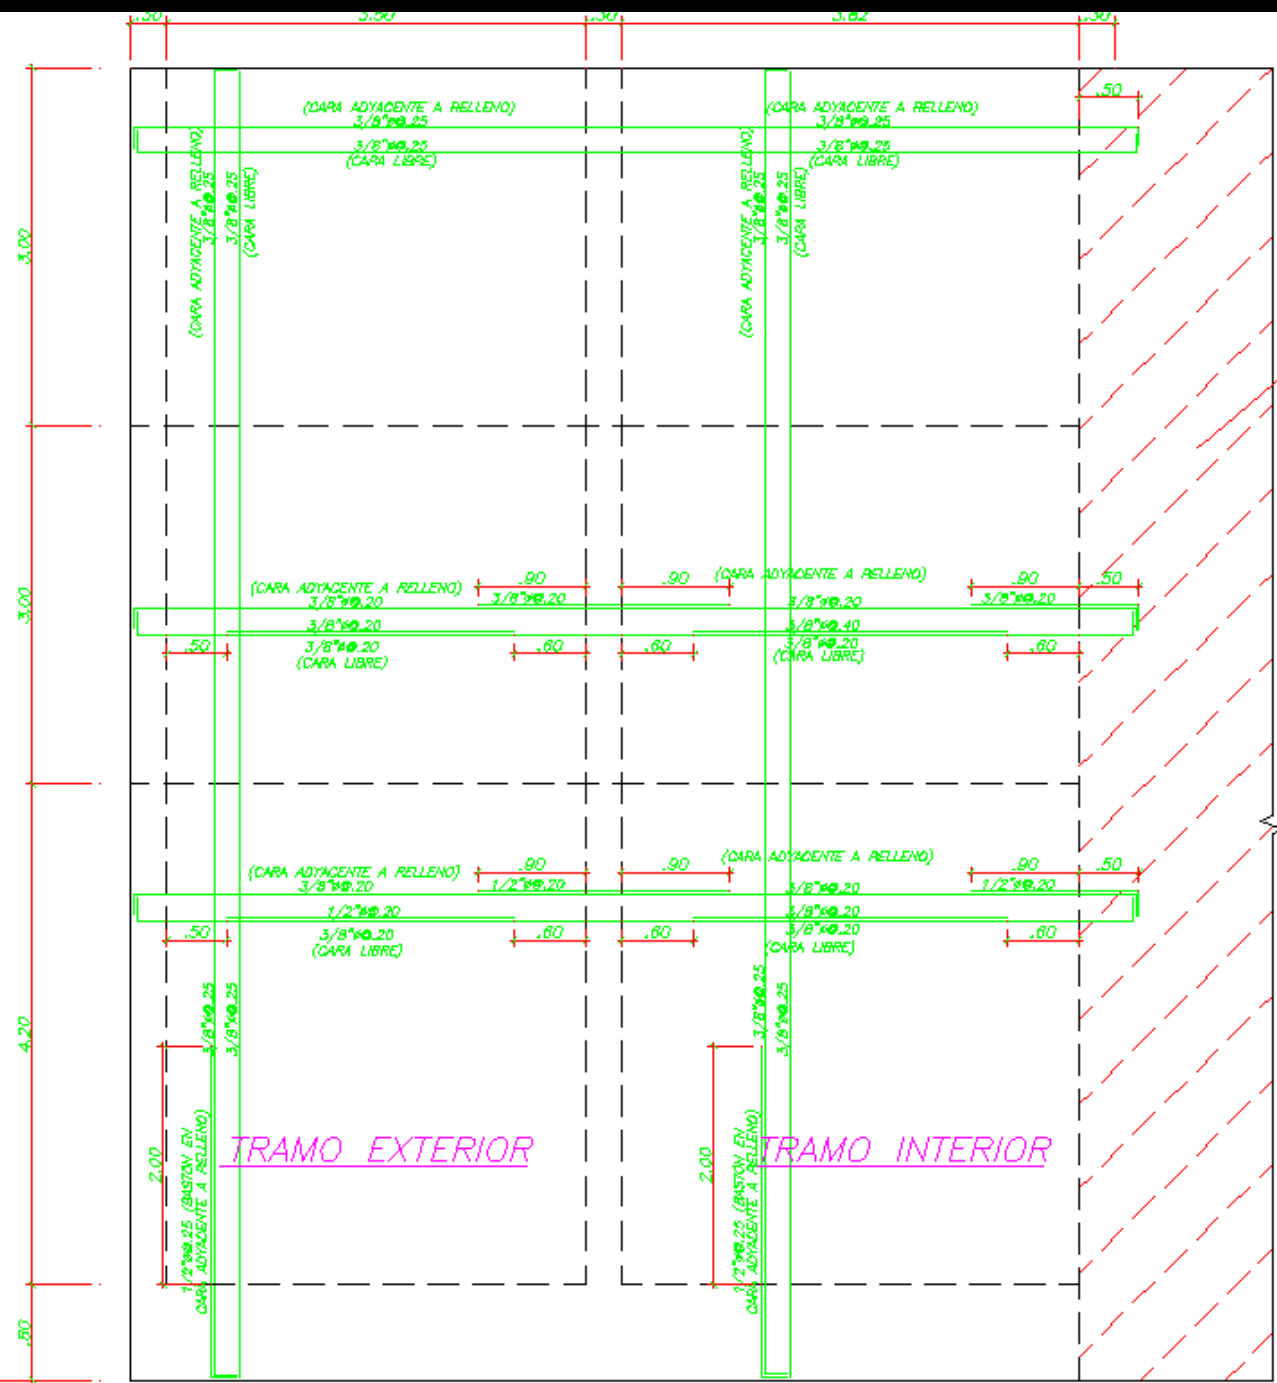 .30
3.50
.30
3.82
.30
.50
(CARA ADYACENTE A RELLENO)
3/8"ø@.25
3/8"ø@.25
(CARA LIBRE)
(CARA ADYACENTE A RELLENO)
3/8"ø@.25
3/8"ø@.25
(CARA LIBRE)
(CARA ADYACENTE A RELLENO)
3/8"ø@.25
3/8"ø@.25
(CARA LIBRE)
(CARA ADYACENTE A RELLENO)
3/8"ø@.25
3/8"ø@.25
(CARA LIBRE)
3.00
3.00
(CARA ADYACENTE A RELLENO)
3/8"ø@.20
3/8"ø@.20
3/8"ø@.20
(CARA LIBRE)
.50
.90
3/8"ø@.20
.60
.90
.60
(CARA ADYACENTE A RELLENO)
3/8"ø@.20
3/8"ø@.40
3/8"ø@.20
(CARA LIBRE)
.90
.50
3/8"ø@.20
.60
(CARA ADYACENTE A RELLENO)
3/8"ø@.20
1/2"ø@.20
3/8"ø@.20
(CARA LIBRE)
.50
.90
1/2"ø@.20
.60
.90
.60
(CARA ADYACENTE A RELLENO)
3/8"ø@.20
3/8"ø@.20
3/8"ø@.20
(CARA LIBRE)
.90
.50
1/2"ø@.20
.60
4.20
3/8"ø@.25
3/8"ø@.25
3/8"ø@.25
3/8"ø@.25
2.00
1/2"ø@.25 (BASTON EN
CARA ADYACENTE A RELLENO)
TRAMO EXTERIOR
2.00
1/2"ø@.25 (BASTON EN
CARA ADYACENTE A RELLENO)
TRAMO INTERIOR
.80